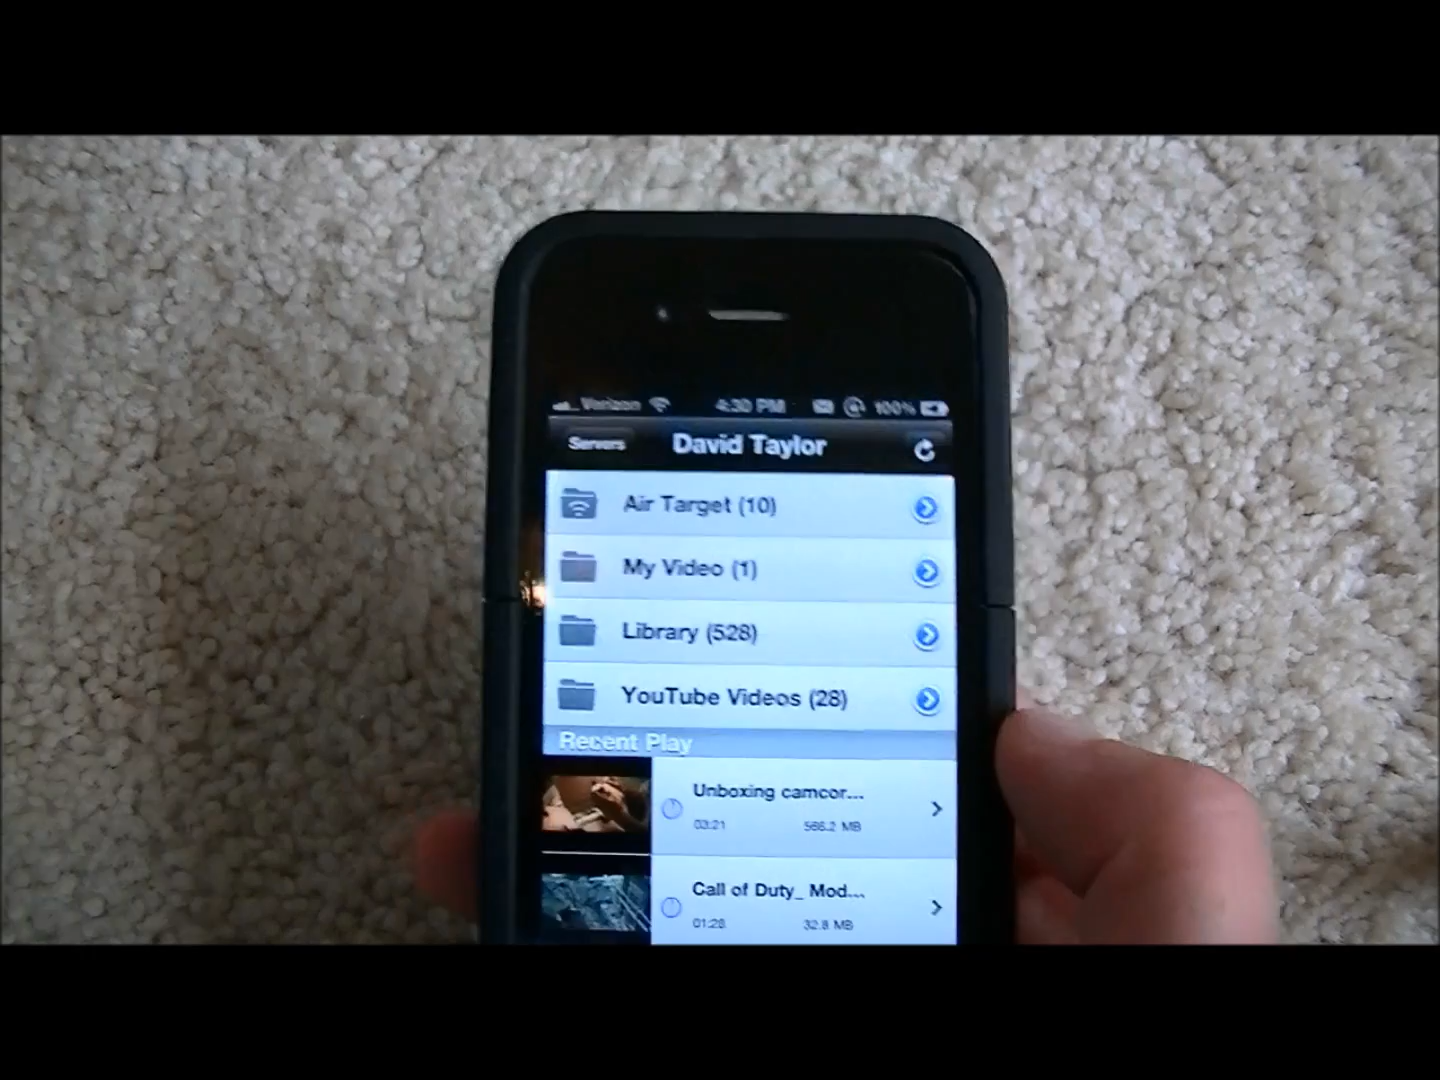 Verizon 4:30 PM 100%
Servers David Taylor
Air Target (10)
My Video (1)
Library (528)
YouTube Videos (28)
Recent Play
Unboxing camcor...
03:21 566.2 MB
Call of Duty_ Mod...
01:28 32.8 MB